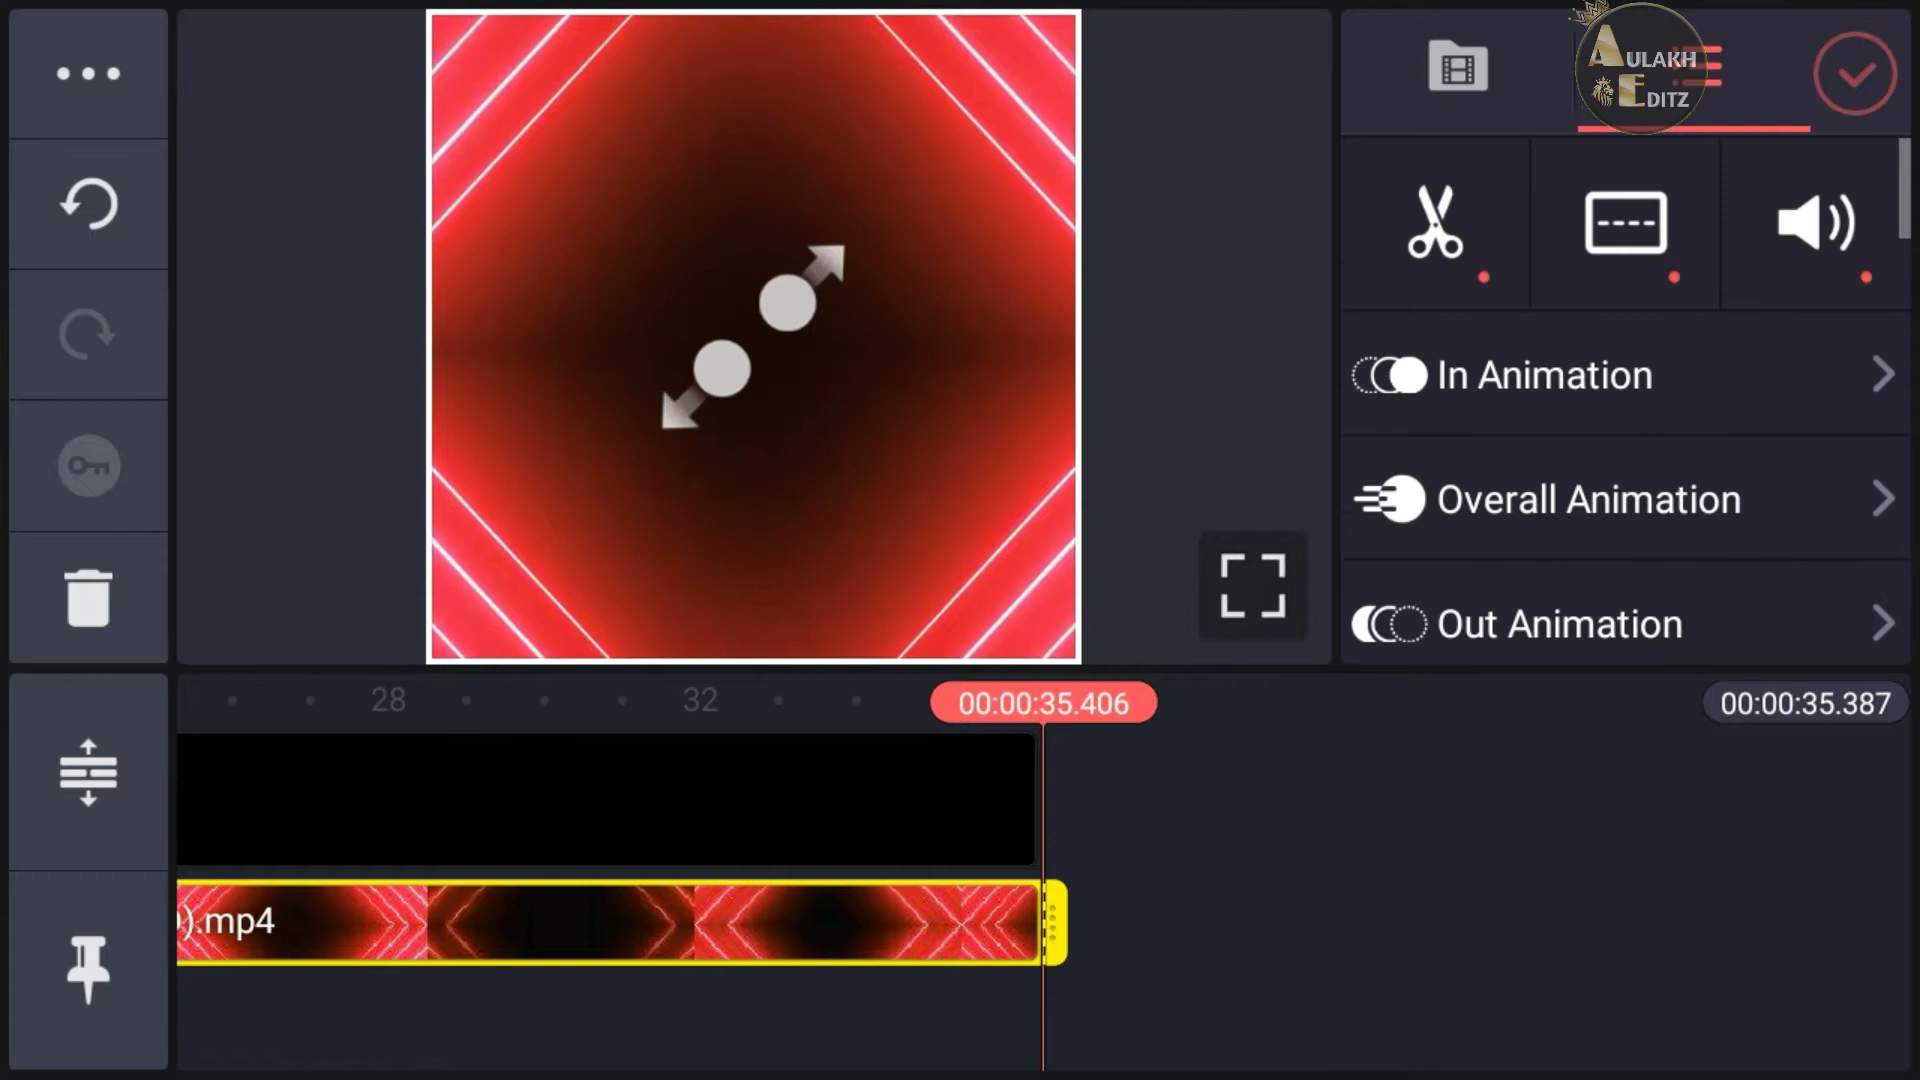 AULAKH
EDITZ
In Animation
Overall Animation
Out Animation
28
32
00:00:35.406
00:00:35.387
).mp4